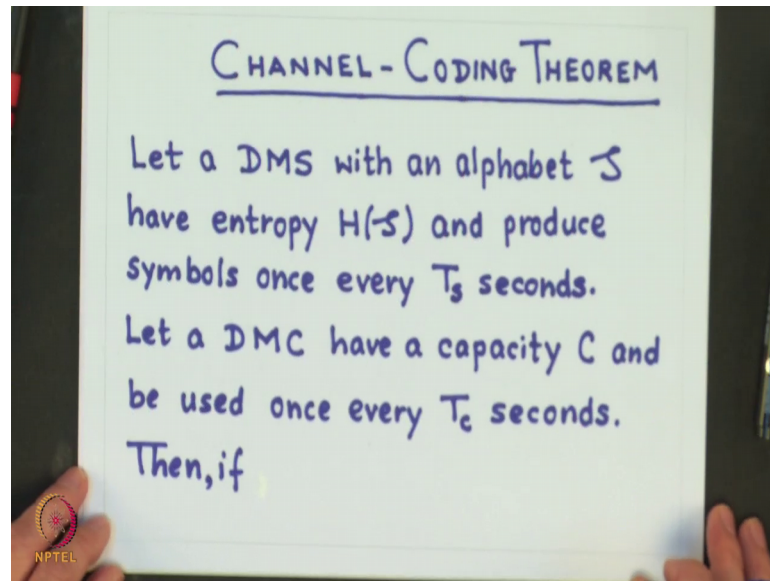 CHANNEL - CODING THEOREM
Let a DMS with an alphabet S
have entropy H(S) and produce
symbols once every Ts seconds.
Let a DMC have a capacity C and
be used once every Tc seconds.
Then, if
NPTEL